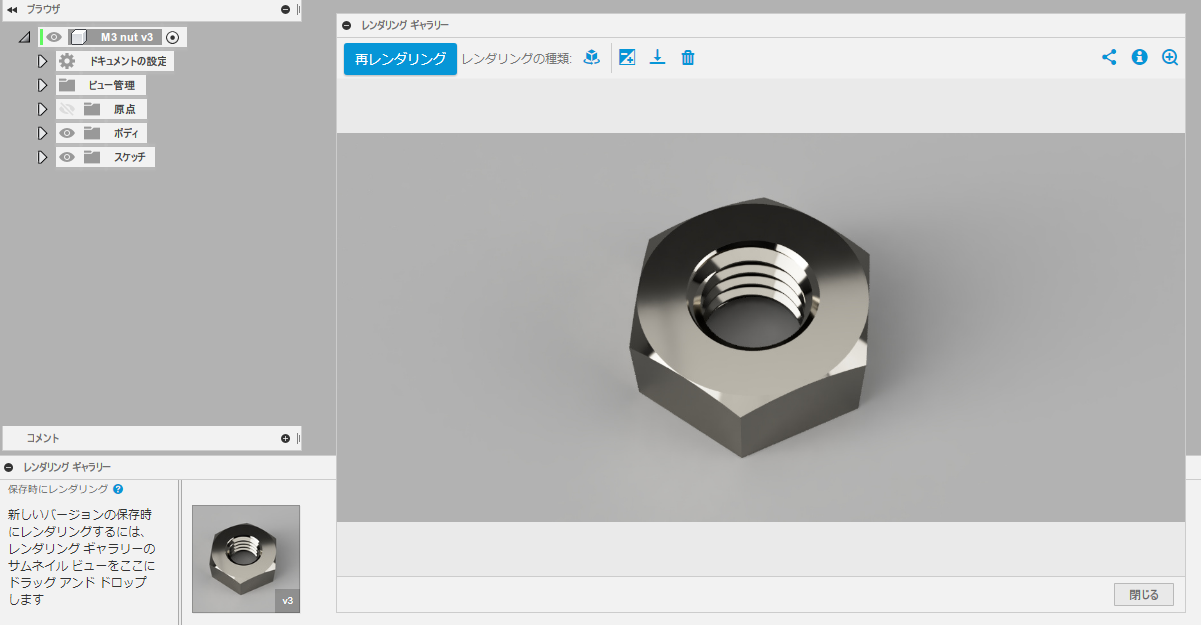 ブラウザ
M3 nut v3
ドキュメントの設定
ビュー管理
原点
ボディ
スケッチ
コメント
レンダリング ギャラリー
保存時にレンダリング
新しいバージョンの保存時
にレンダリングするには、
レンダリング ギャラリーの
サムネイル ビューをここに
ドラッグ アンド ドロップ
します
v3
レンダリング ギャラリー
再レンダリング レンダリングの種類:
閉じる